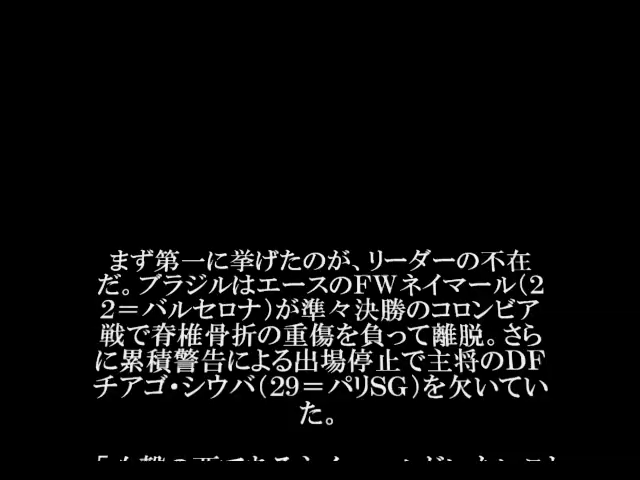 まず第一に挙げたのが、リーダーの不在
だ。ブラジルはエースのＦＷネイマール（２
２＝バルセロナ）が準々決勝のコロンビア
戦で脊椎骨折の重傷を負って離脱。さら
に累積警告による出場停止で主将のDF
チアゴ・シウバ（29＝パリSG）を欠いてい
た。